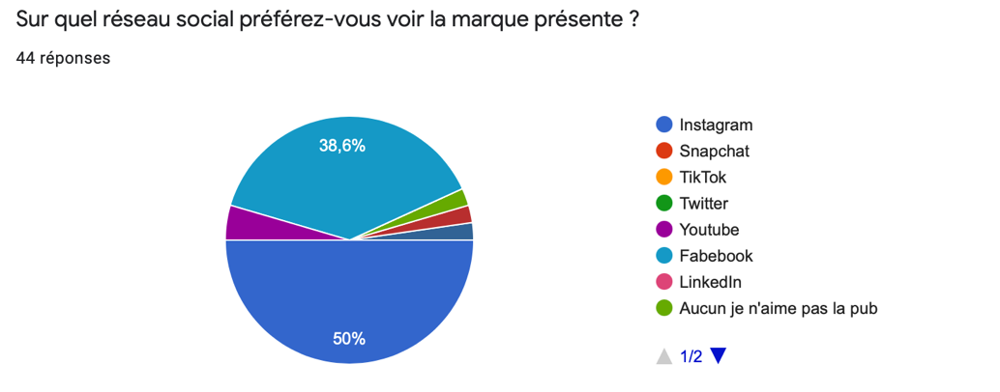 Sur quel réseau social préférez-vous voir la marque présente ?
44 réponses
38,6%
50%
Instagram
Snapchat
TikTok
Twitter
Youtube
Fabebook
LinkedIn
Aucun je n'aime pas la pub
1/2